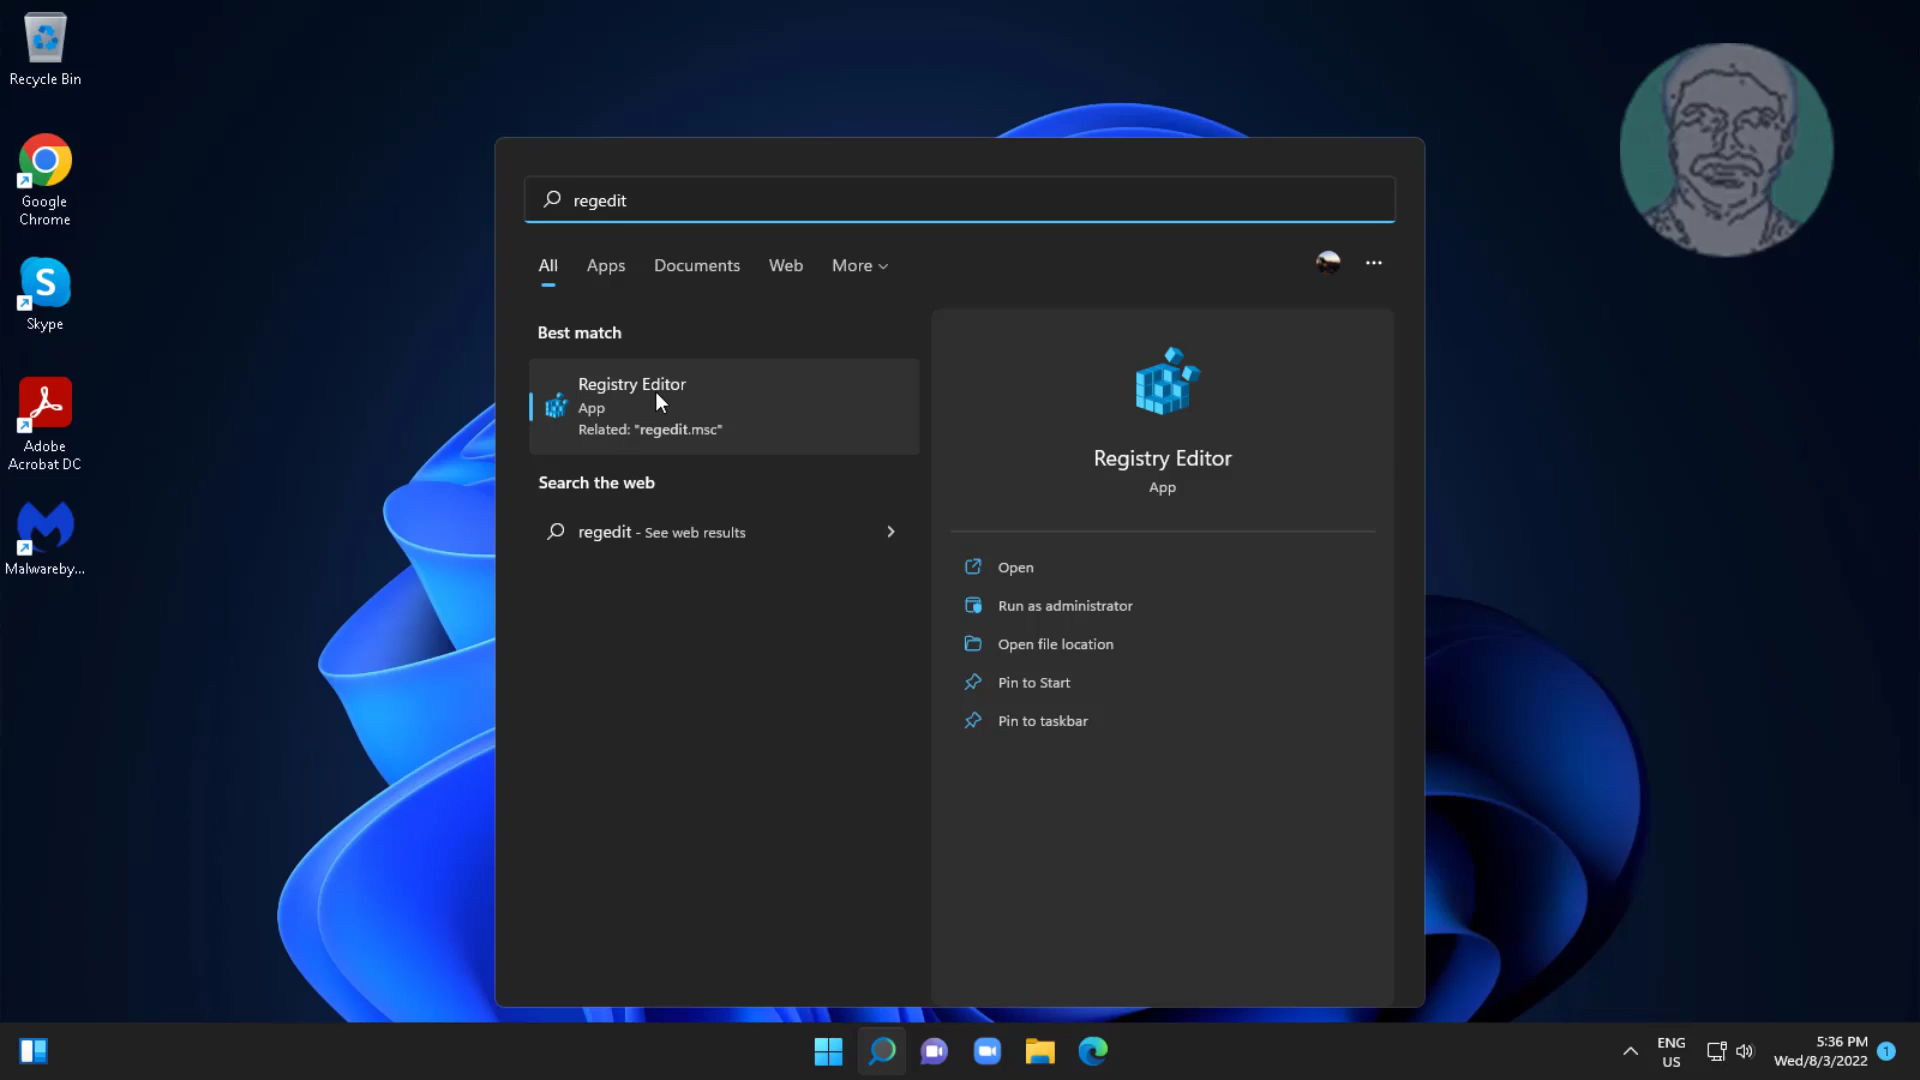 Recycle Bin
Google
Chrome
S
Skype
Adobe
Acrobat DC
Malwareby...
regedit
All
Apps
Documents
Web
More
Best match
Registry Editor
App
Related: "regedit.msc"
Search the web
regedit - See web results
Registry Editor
App
Open
Run as administrator
Open file location
Pin to Start
Pin to taskbar
ENG
US
5:36 PM
Wed/8/3/2022
1